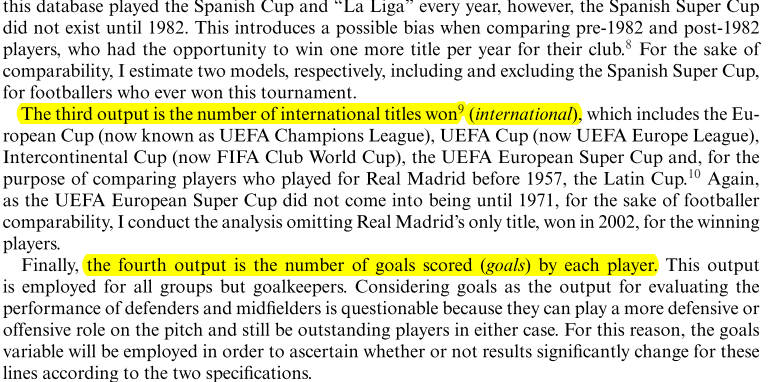 this database played the Spanish Cup and “La Liga” every year, however, the Spanish Super Cup
did not exist until 1982. This introduces a possible bias when comparing pre-1982 and post-1982
players, who had the opportunity to win one more title per year for their club.8 For the sake of
comparability, I estimate two models, respectively, including and excluding the Spanish Super Cup,
for footballers who ever won this tournament.
The third output is the number of international titles won9 (international), which includes the Eu-
ropean Cup (now known as UEFA Champions League), UEFA Cup (now UEFA Europe League),
Intercontinental Cup (now FIFA Club World Cup), the UEFA European Super Cup and, for the
purpose of comparing players who played for Real Madrid before 1957, the Latin Cup.10 Again,
as the UEFA European Super Cup did not come into being until 1971, for the sake of footballer
comparability, I conduct the analysis omitting Real Madrid’s only title, won in 2002, for the winning
players.
Finally, the fourth output is the number of goals scored (goals) by each player. This output
is employed for all groups but goalkeepers. Considering goals as the output for evaluating the
performance of defenders and midfielders is questionable because they can play a more defensive or
offensive role on the pitch and still be outstanding players in either case. For this reason, the goals
variable will be employed in order to ascertain whether or not results significantly change for these
lines according to the two specifications.